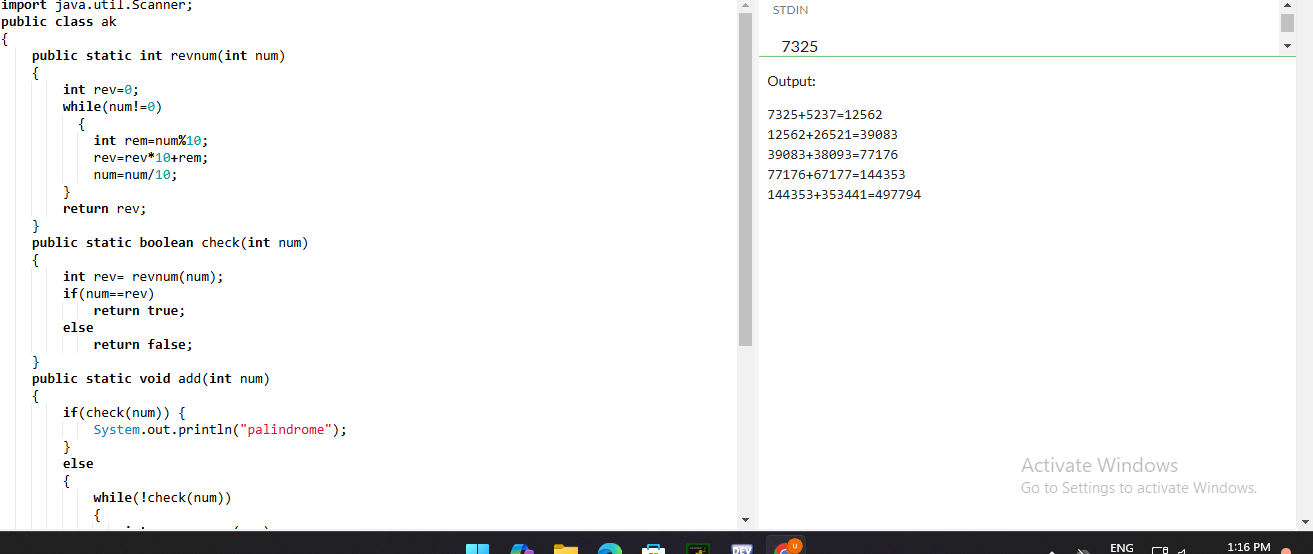 import java.util.Scanner;
public class ak
{
public static int revnum(int num)
{
int rev=0;
while(num!=0)
{
int rem=num%10;
rev=rev*10+rem;
num=num/10;
}
return rev;
}
public static boolean check(int num)
{
int rev= revnum(num);
if(num==rev)
return true;
else
return false;
}
public static void add(int num)
{
if(check(num)) {
System.out.println("palindrome");
}
else
{
while(!check(num))
{
STDIN
7325
Output:
7325+5237=12562
12562+26521=39083
39083+38093=77176
77176+67177=144353
144353+353441=497794
Activate Windows
Go to Settings to activate Windows.
DEV
u
ENG
1:16 PM